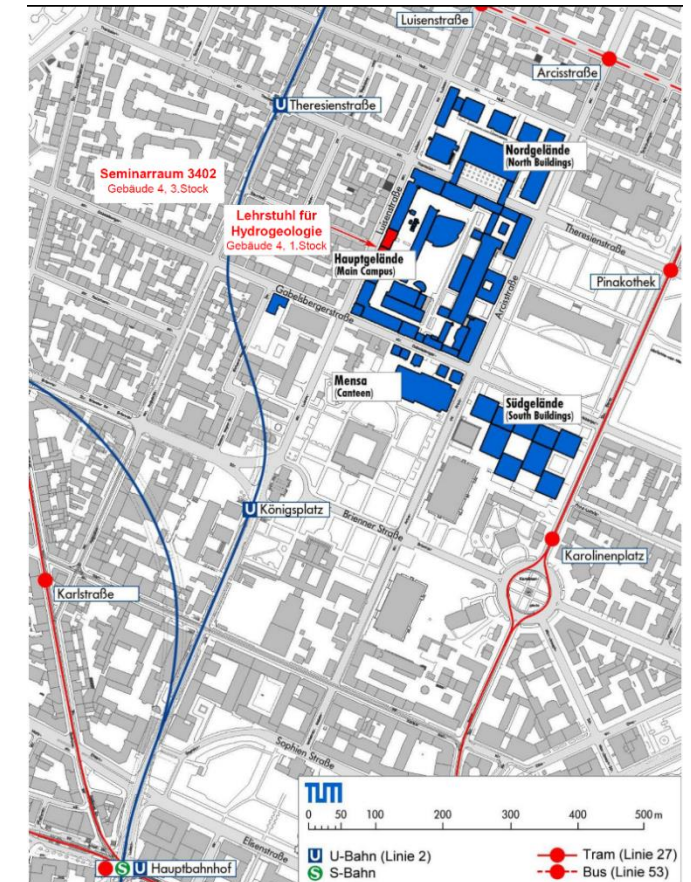 Luisenstraße
Arcisstraße
U Theresienstraße
Nordgelände
(North Buildings)
Seminarraum 3402
Gebäude 4, 3.Stock
Lehrstuhl für
Hydrogeologie
Gebäude 4, 1.Stock
Luisenstraße
Theresienstraße
Hauptgelände
(Main Campus)
Pinakothek
Arcisstraße
Gabelsbergerstraße
Mensa
(Canteen)
Südgelände
(South Buildings)
U Königsplatz
Brienner Straße
Karolinenplatz
Karlstraße
Sophien Straße
Elsenstraße
S U Hauptbahnhof
TUM
0 50 100 200 300 400 500 m
U U-Bahn (Linie 2)
S S-Bahn
Tram (Linie 27)
Bus (Linie 53)